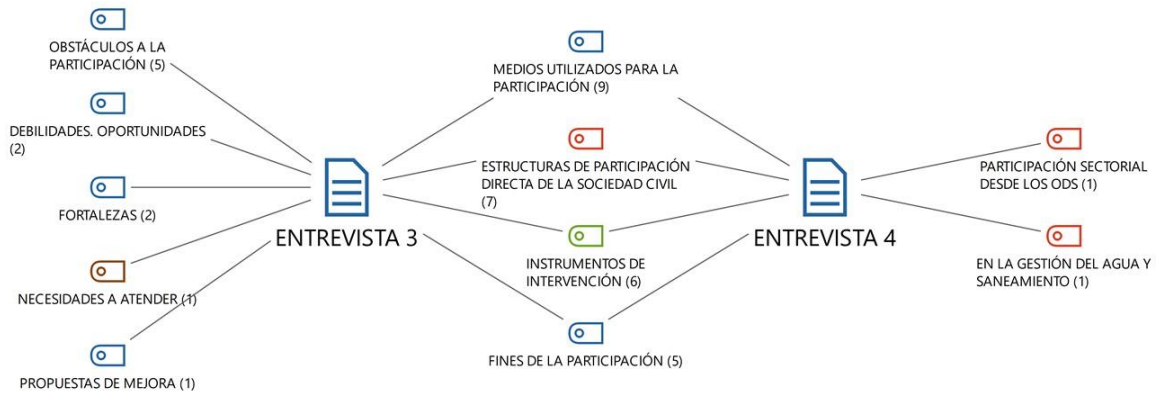 OBSTÁCULOS A LA
PARTICIPACIÓN (5)
DEBILIDADES. OPORTUNIDADES
(2)
FORTALEZAS (2)
NECESIDADES A ATENDER (1)
PROPUESTAS DE MEJORA (1)
ENTREVISTA 3
MEDIOS UTILIZADOS PARA LA
PARTICIPACIÓN (9)
ESTRUCTURAS DE PARTICIPACIÓN
DIRECTA DE LA SOCIEDAD CIVIL
(7)
INSTRUMENTOS DE
INTERVENCIÓN (6)
FINES DE LA PARTICIPACIÓN (5)
ENTREVISTA 4
PARTICIPACIÓN SECTORIAL
DESDE LOS ODS (1)
EN LA GESTIÓN DEL AGUA Y
SANEAMIENTO (1)